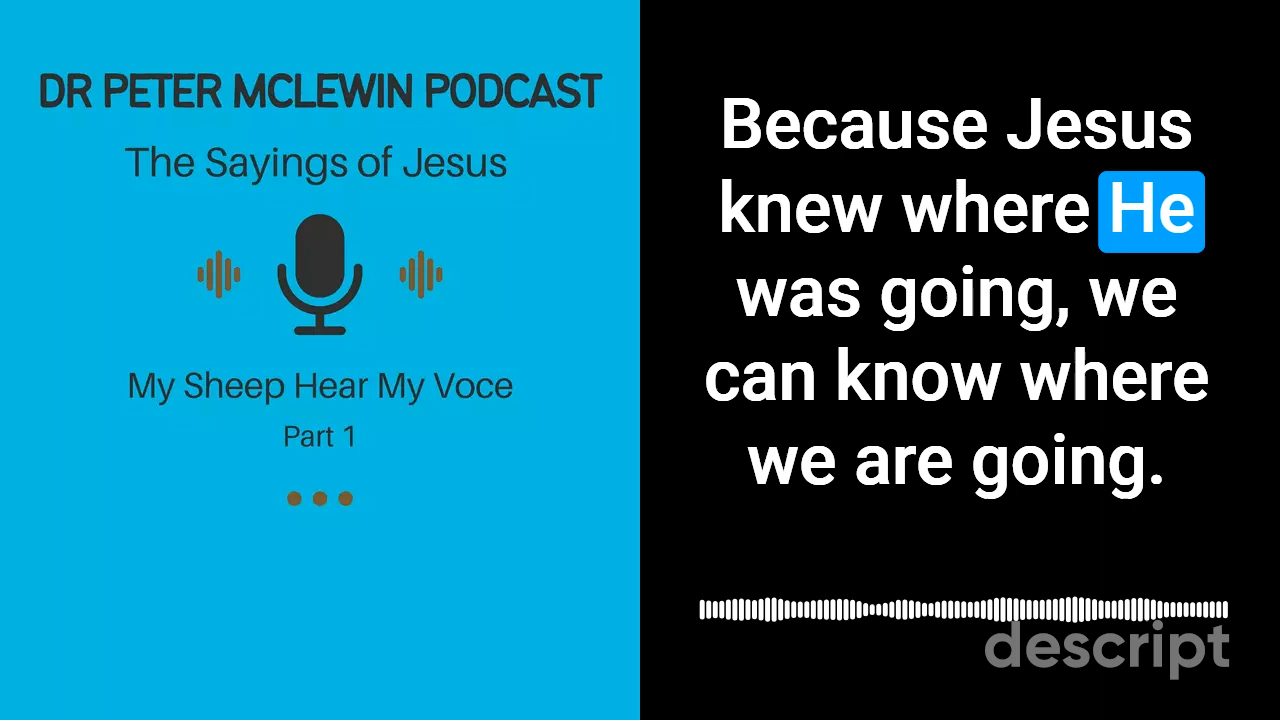 DR PETER MCLEWIN PODCAST
The Sayings of Jesus
My Sheep Hear My Voce
Part 1
Because Jesus
knew where He
was going, we
can know where
we are going.
descript